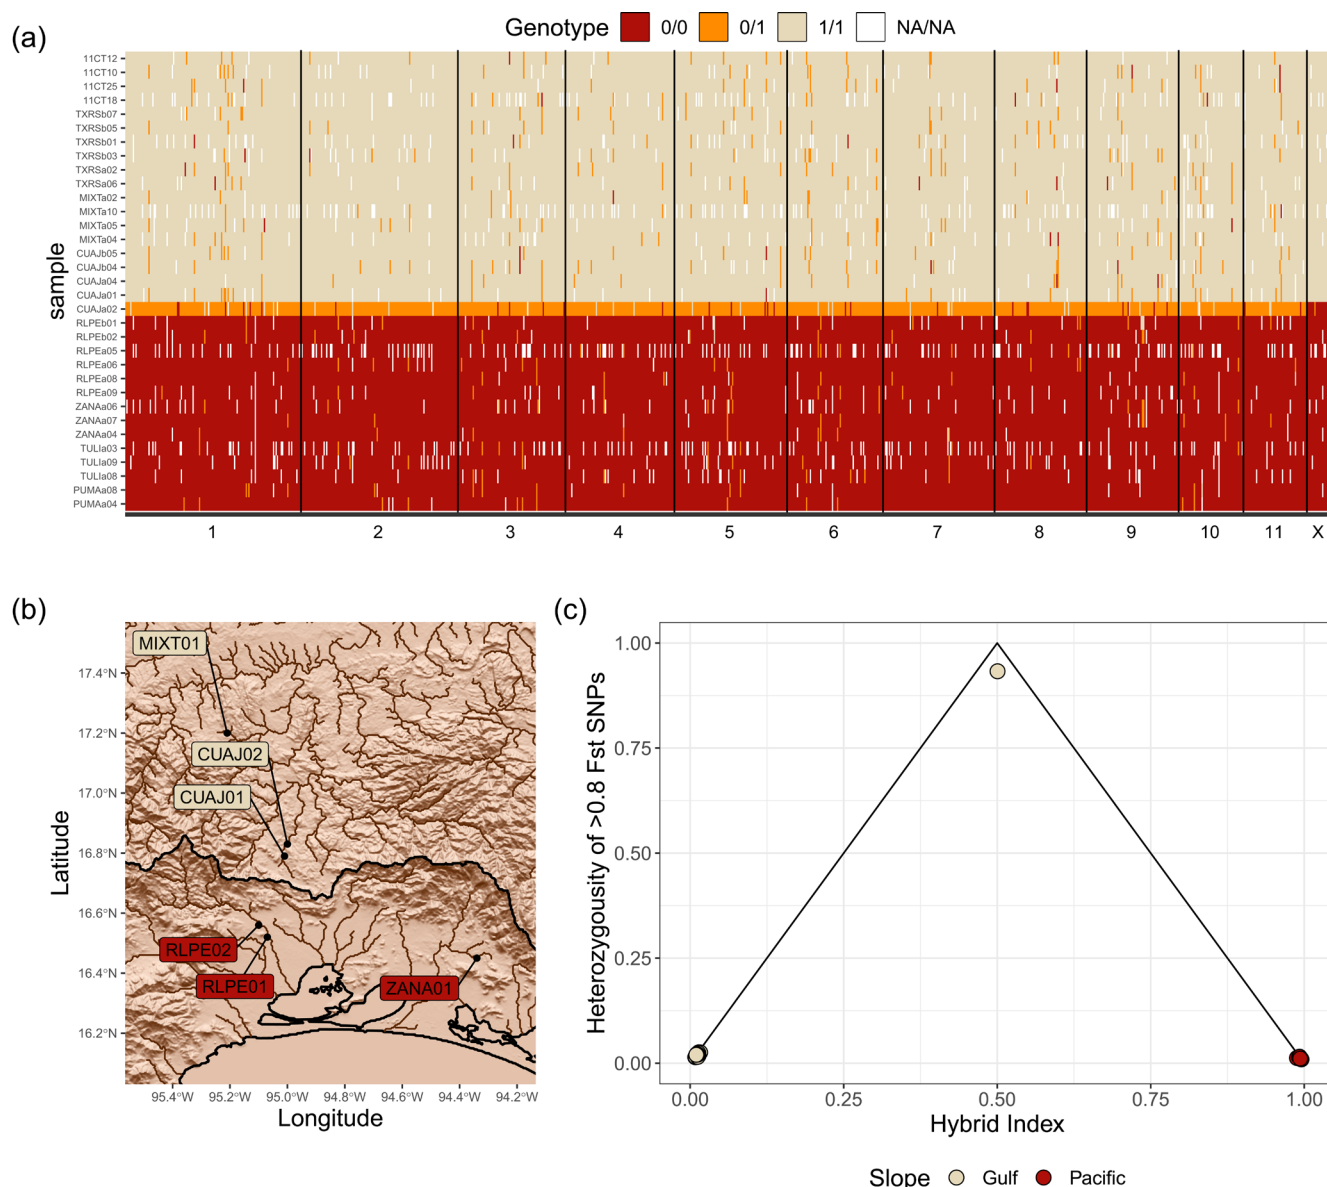 (a)
Genotype 0/0 0/1 1/1 NA/NA
sample
11CT12
11CT10
11CT25
11CT18
TXRSb07
TXRSb05
TXRSb01
TXRSb03
TXRSa02
TXRSa06
MIXTa02
MIXTa10
MIXTa05
MIXTa04
CUAJb05
CUAJb04
CUAJa04
CUAJa01
CUAJa02
RLPEb01
RLPEb02
RLPEa05
RLPEa06
RLPEa08
RLPEa09
ZANAa06
ZANAa07
ZANAa04
TULIa03
TULIa09
TULIa08
PUMAa08
PUMAa04
1 2 3 4 5 6 7 8 9 10 11 X
(b)
Latitude
17.4°N
17.2°N
17.0°N
16.8°N
16.6°N
16.4°N
16.2°N
MIXT01
CUAJ02
CUAJ01
RLPE02
RLPE01
ZANA01
95.4°W 95.2°W 95.0°W 94.8°W 94.6°W 94.4°W 94.2°W
Longitude
(c)
Heterozygousity of >0.8 Fst SNPs
1.00
0.75
0.50
0.25
0.00
0.00 0.25 0.50 0.75 1.00
Hybrid Index
Slope Gulf Pacific